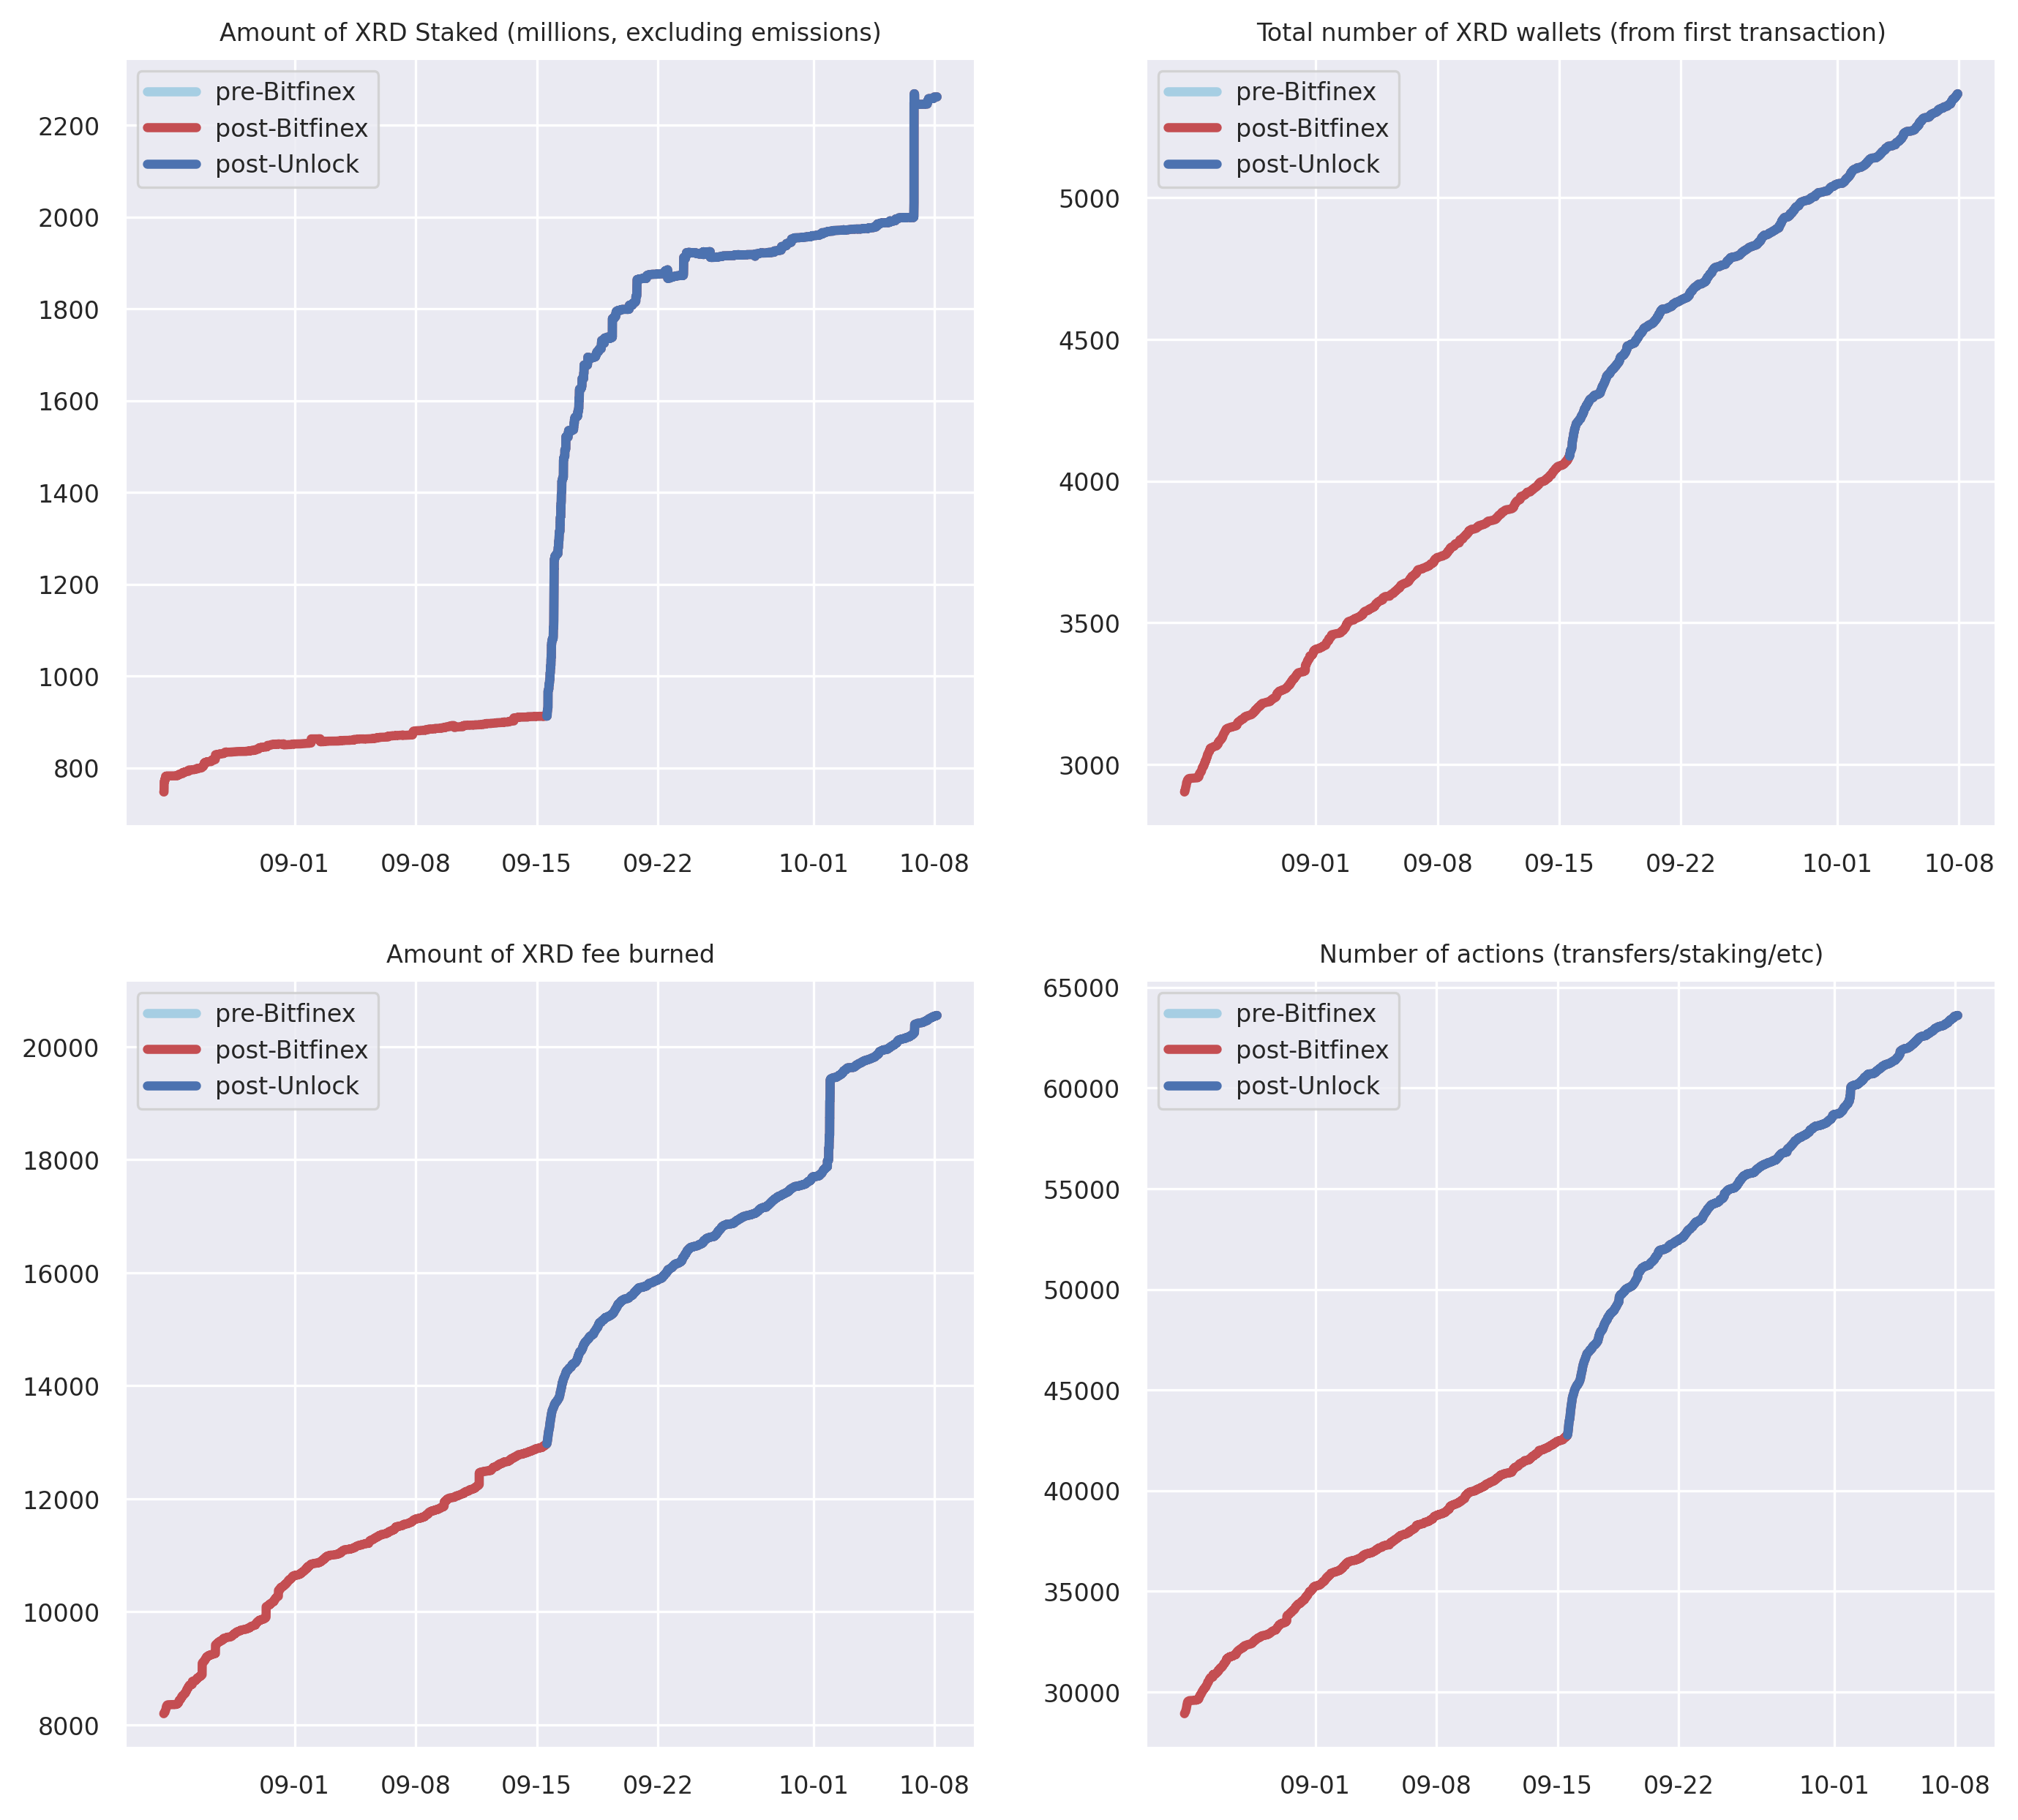 Amount of XRD Staked (millions, excluding emissions)
pre-Bitfinex
post-Bitfinex
post-Unlock
2200
2000
1800
1600
1400
1200
1000
800
09-01 09-08 09-15 09-22 10-01 10-08
Total number of XRD wallets (from first transaction)
pre-Bitfinex
post-Bitfinex
post-Unlock
5000
4500
4000
3500
3000
09-01 09-08 09-15 09-22 10-01 10-08
Amount of XRD fee burned
pre-Bitfinex
post-Bitfinex
post-Unlock
20000
18000
16000
14000
12000
10000
8000
09-01 09-08 09-15 09-22 10-01 10-08
Number of actions (transfers/staking/etc)
65000
pre-Bitfinex
post-Bitfinex
post-Unlock
60000
55000
50000
45000
40000
35000
30000
09-01 09-08 09-15 09-22 10-01 10-08